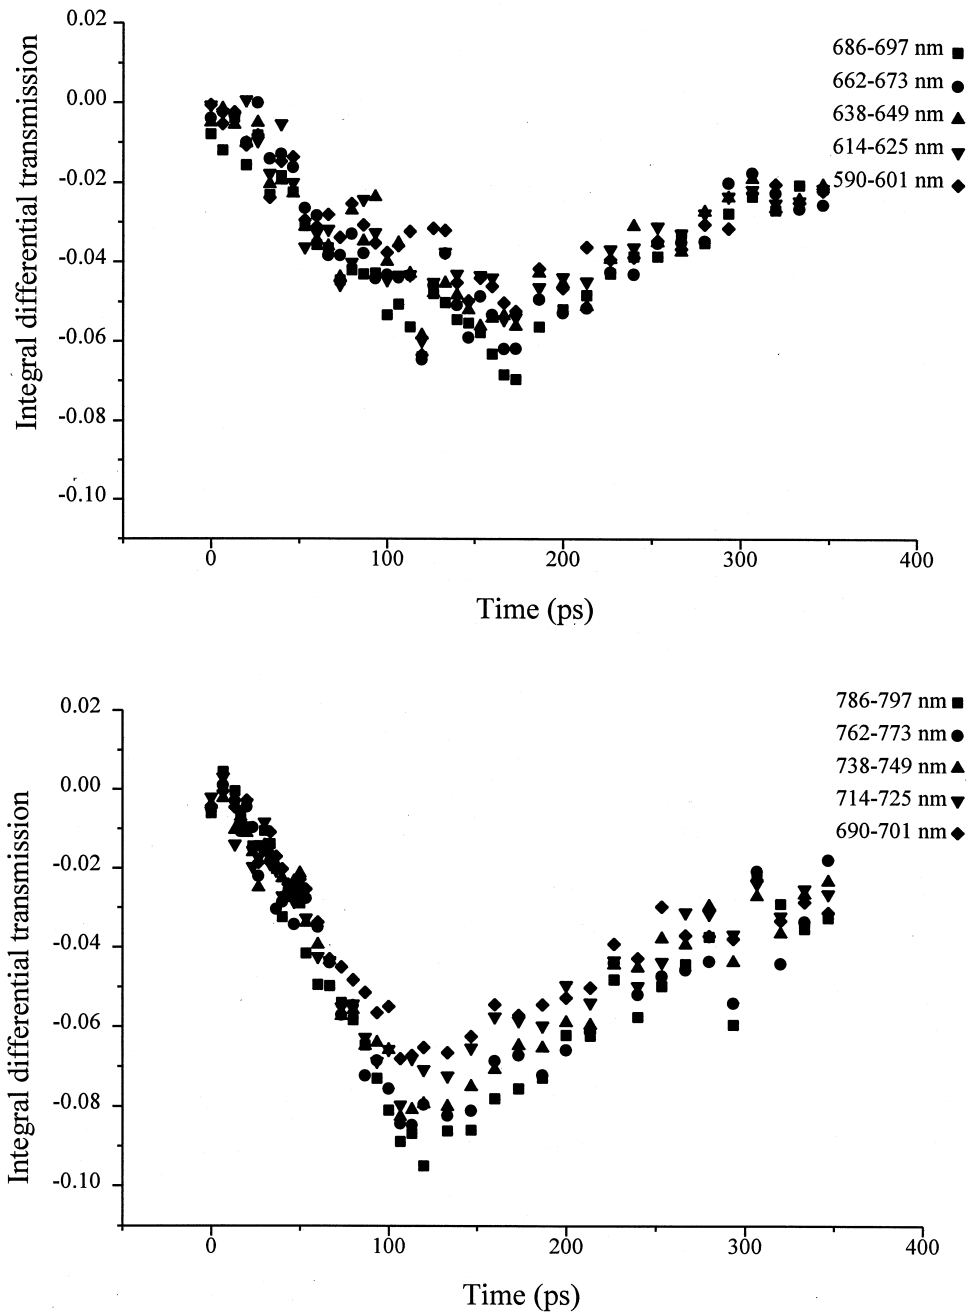 0.02
0.00
-0.02
-0.04
-0.06
-0.08
-0.10
Integral differential transmission
686-697 nm
662-673 nm
638-649 nm
614-625 nm
590-601 nm
0
100
200
300
400
Time (ps)
0.02
0.00
-0.02
-0.04
-0.06
-0.08
-0.10
Integral differential transmission
786-797 nm
762-773 nm
738-749 nm
714-725 nm
690-701 nm
0
100
200
300
400
Time (ps)